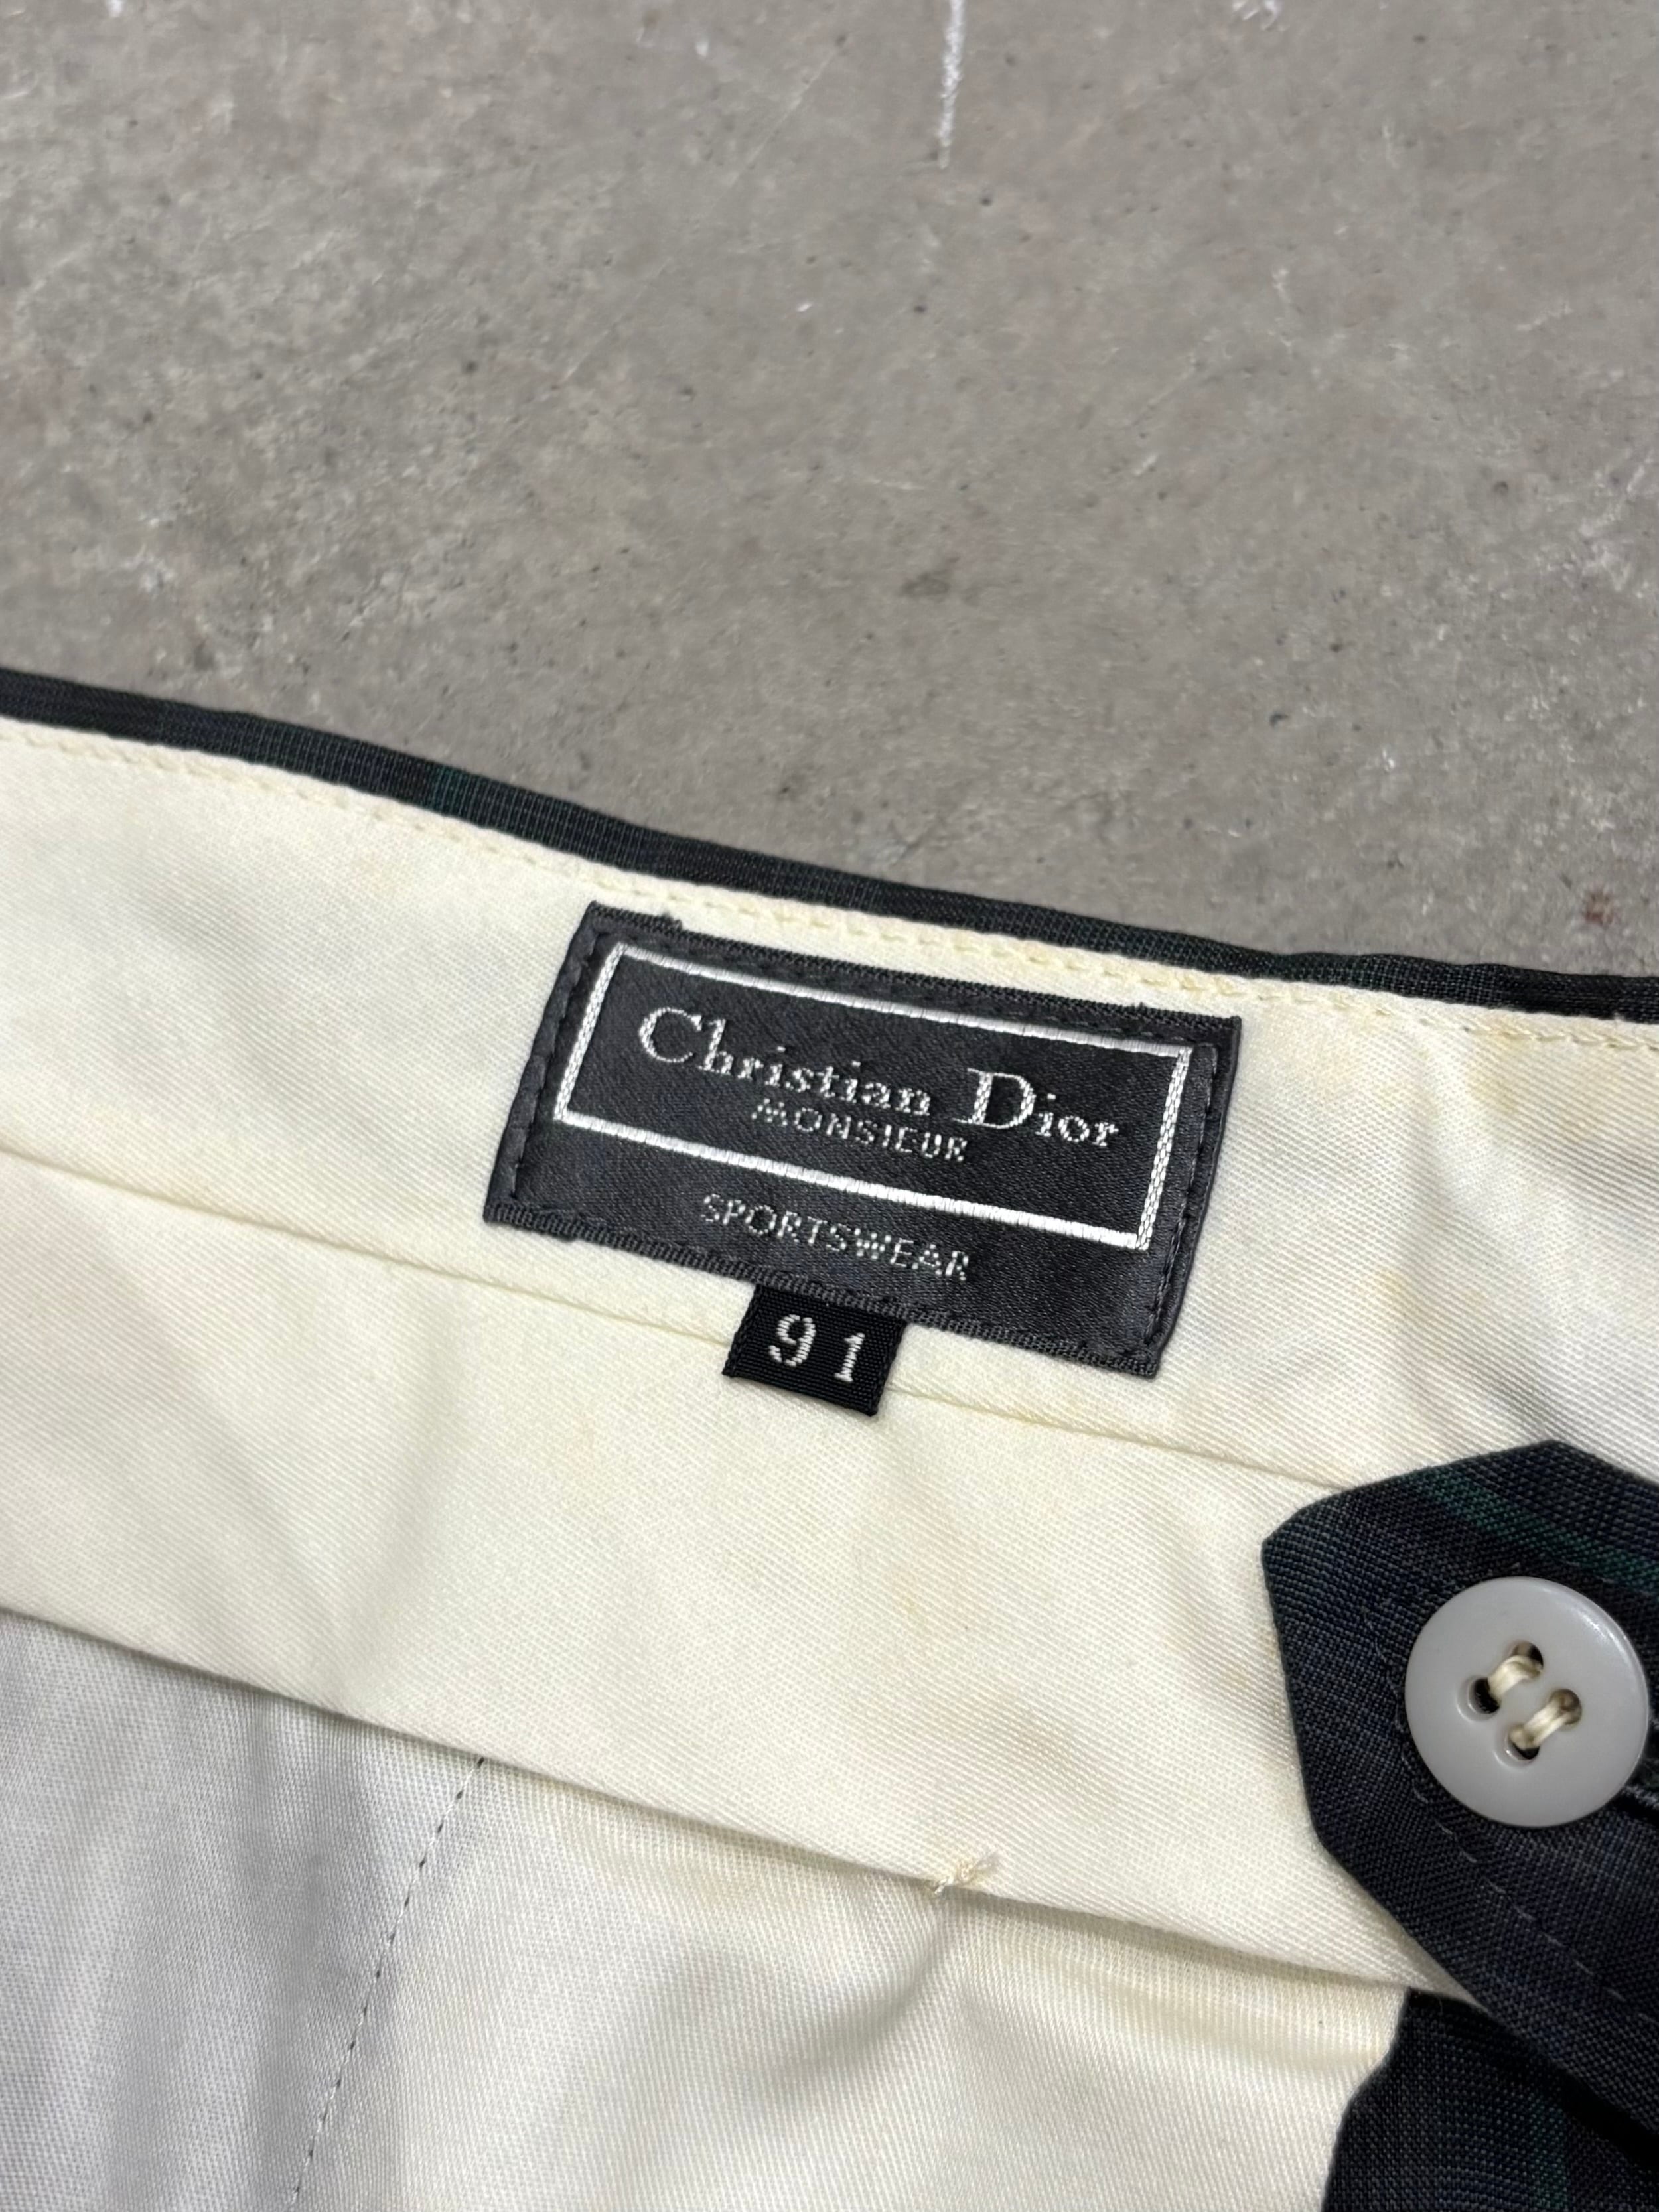 Christian Dior
MONSIEUR
SPORTSWEAR
91